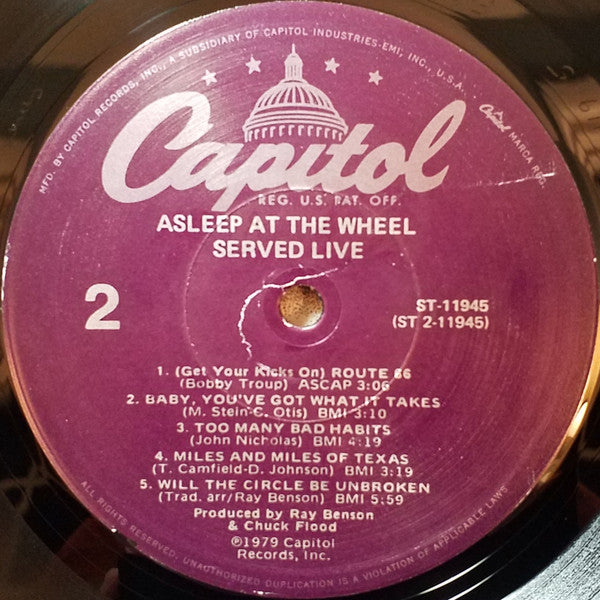 MFD. BY CAPITOL RECORDS, INC., A SUBSIDIARY OF CAPITOL INDUSTRIES-EMI, INC., U.S.A.
Capitol
Capitol MARCA REG.
REG. U.S. PAT. OFF.
ASLEEP AT THE WHEEL
SERVED LIVE
2
ST-11945
(ST 2-11945)
1. (Get Your Kicks On) ROUTE 66
(Bobby Troup) ASCAP 3:06
2. BABY, YOU'VE GOT WHAT IT TAKES
(M. Stein-C. Otis) BMI 3:10
3. TOO MANY BAD HABITS
(John Nicholas) BMI 4:19
4. MILES AND MILES OF TEXAS
(T. Camfield-D. Johnson) BMI 3:19
5. WILL THE CIRCLE BE UNBROKEN
(Trad. arr/Ray Benson) BMI 5:59
Produced by Ray Benson
& Chuck Flood
℗1979 Capitol
Records, Inc.
ALL RIGHTS RESERVED. UNAUTHORIZED DUPLICATION IS A VIOLATION OF APPLICABLE LAWS.